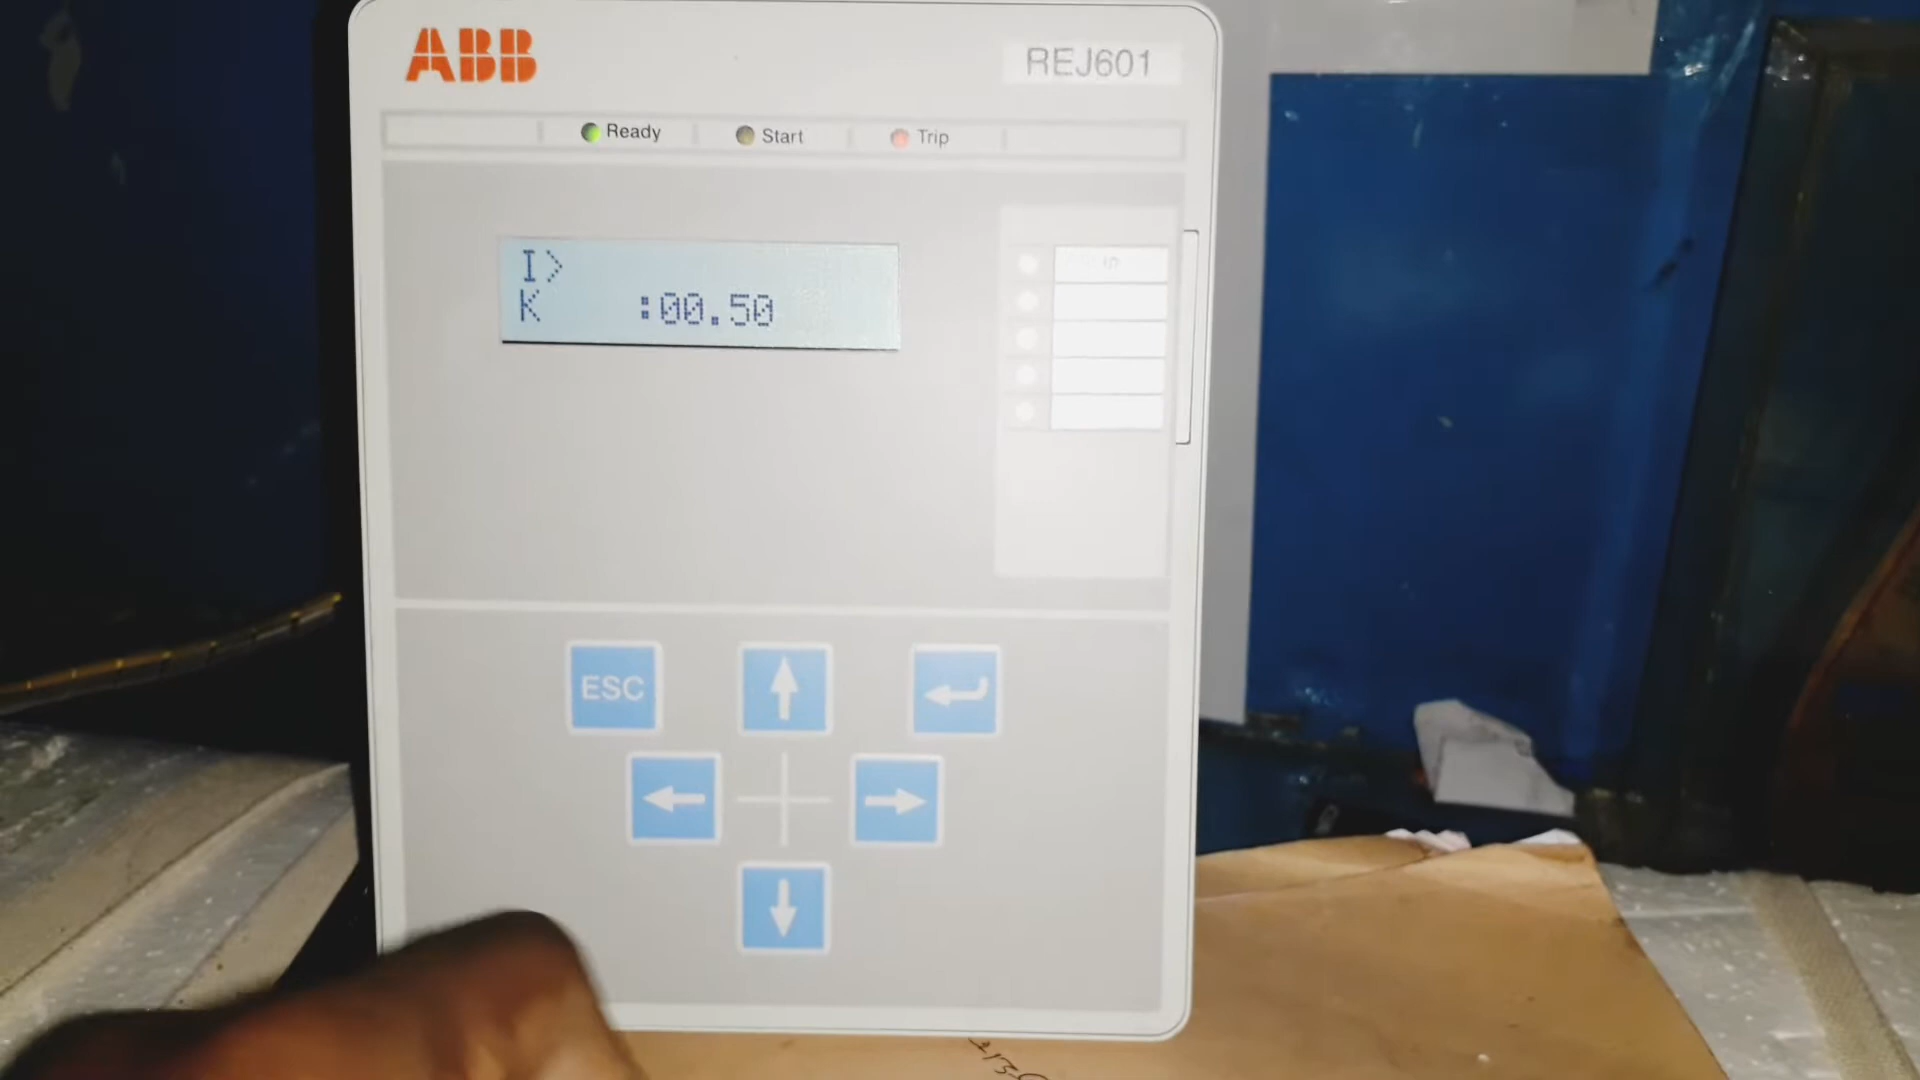 ABB
REJ601
Ready
Start
Trip
I>
K :00.50
ESC